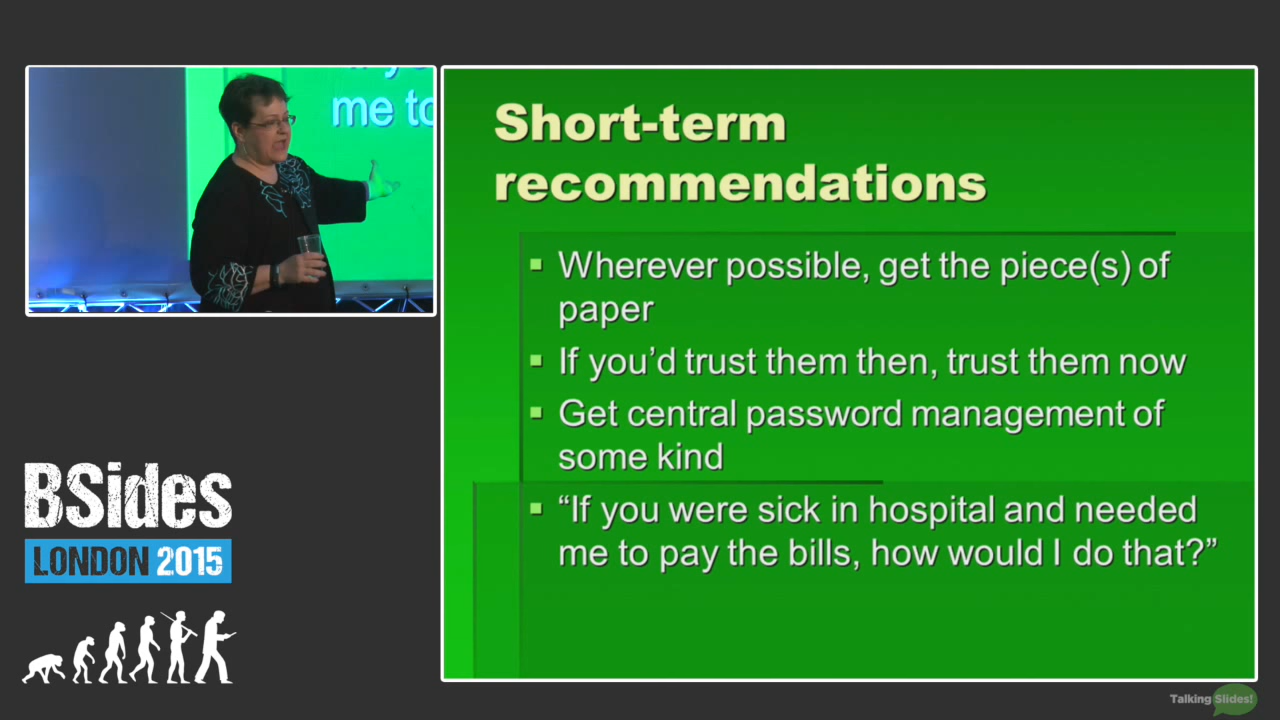 me to
Short-term
recommendations
Wherever possible, get the piece(s) of
paper
If you’d trust them then, trust them now
Get central password management of
some kind
“If you were sick in hospital and needed
me to pay the bills, how would I do that?”
BSides
LONDON 2015
Talking Slides!